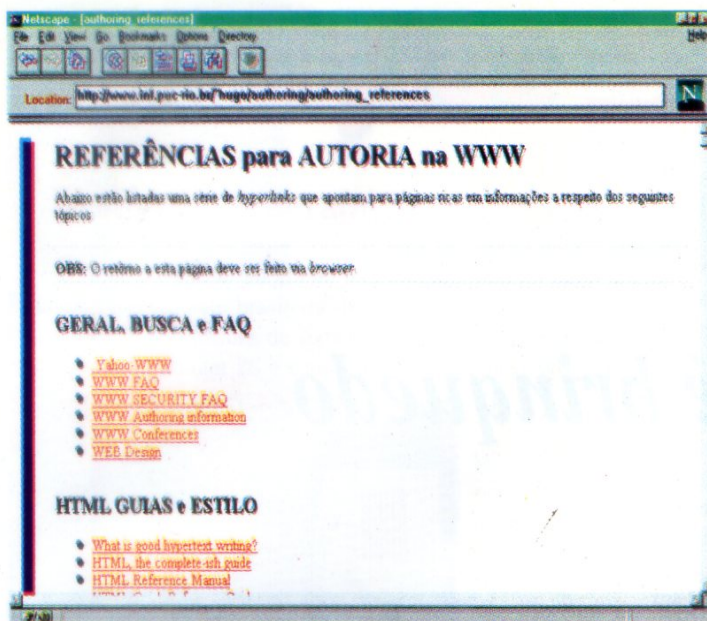 Netscape - [authoring_references]
File Edit View Go Bookmarks Options Directory Help
Location: http://www.inf.puc-rio.br/~hugo/authoring/authoring_references
N
REFERÊNCIAS para AUTORIA na WWW
Abaixo estão listadas uma série de hyperlinks que apontam para páginas ricas em informações a respeito dos seguintes
tópicos
OBS: O retorno a esta página deve ser feito via browser.
GERAL, BUSCA e FAQ
Yahoo-WWW
WWW FAQ
WWW SECURITY FAQ
WWW Authoring information
WWW Conferences
WEB Design
HTML GUIAS e ESTILO
What is good hypertext writing?
HTML, the complete-ish guide
HTML Reference Manual